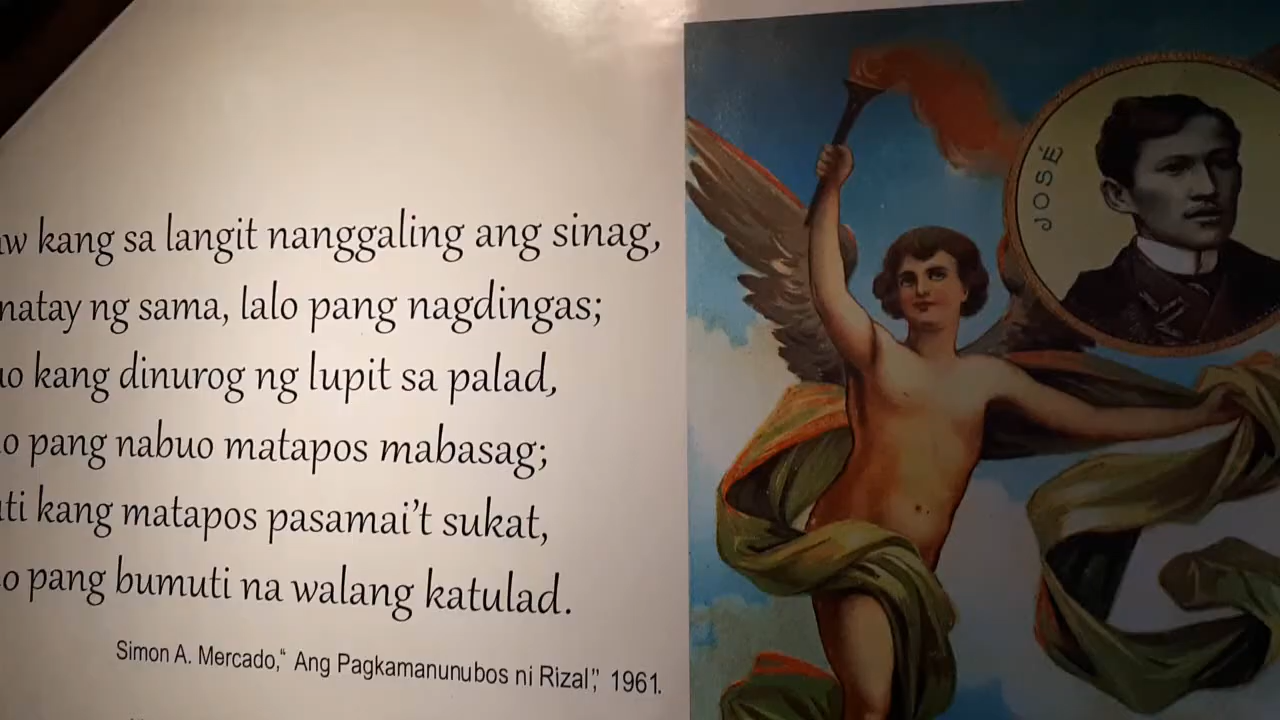 kang sa langit nanggaling ang sinag,
ng sama, lalo pang nagdingas;
kang dinurog ng lupit sa palad,
pang nabuo matapos mabasag;
kang matapos pasamai't sukat,
pang bumuti na walang katulad.
Simon A. Mercado,“ Ang Pagkamanunubos ni Rizal”, 1961.
JOSÉ